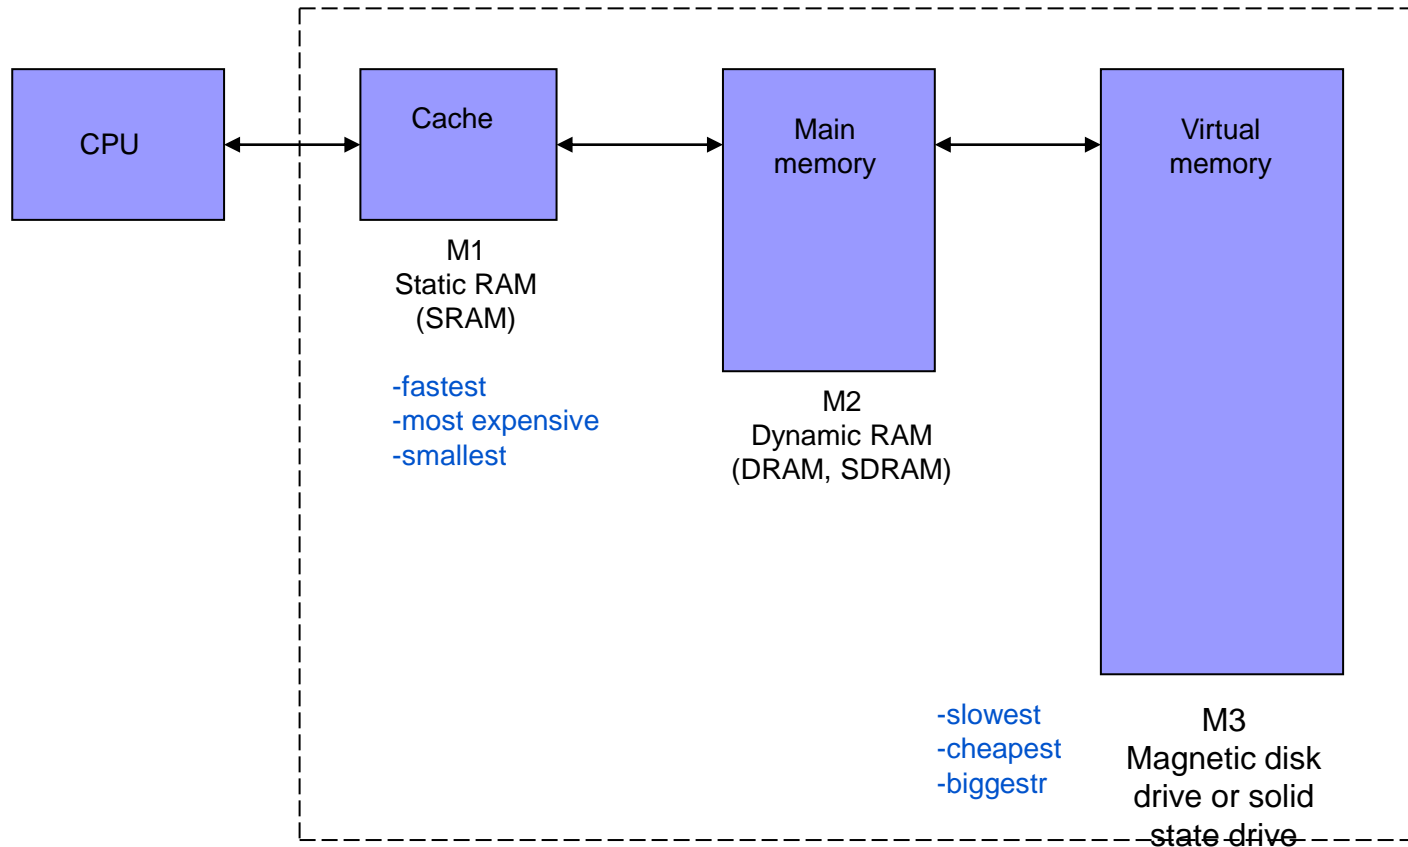 CPU
Cache
M1
Static RAM
(SRAM)
-fastest
-most expensive
-smallest
Main
memory
M2
Dynamic RAM
(DRAM, SDRAM)
Virtual
memory
-slowest
-cheapest
-biggestr
M3
Magnetic disk
drive or solid
state drive